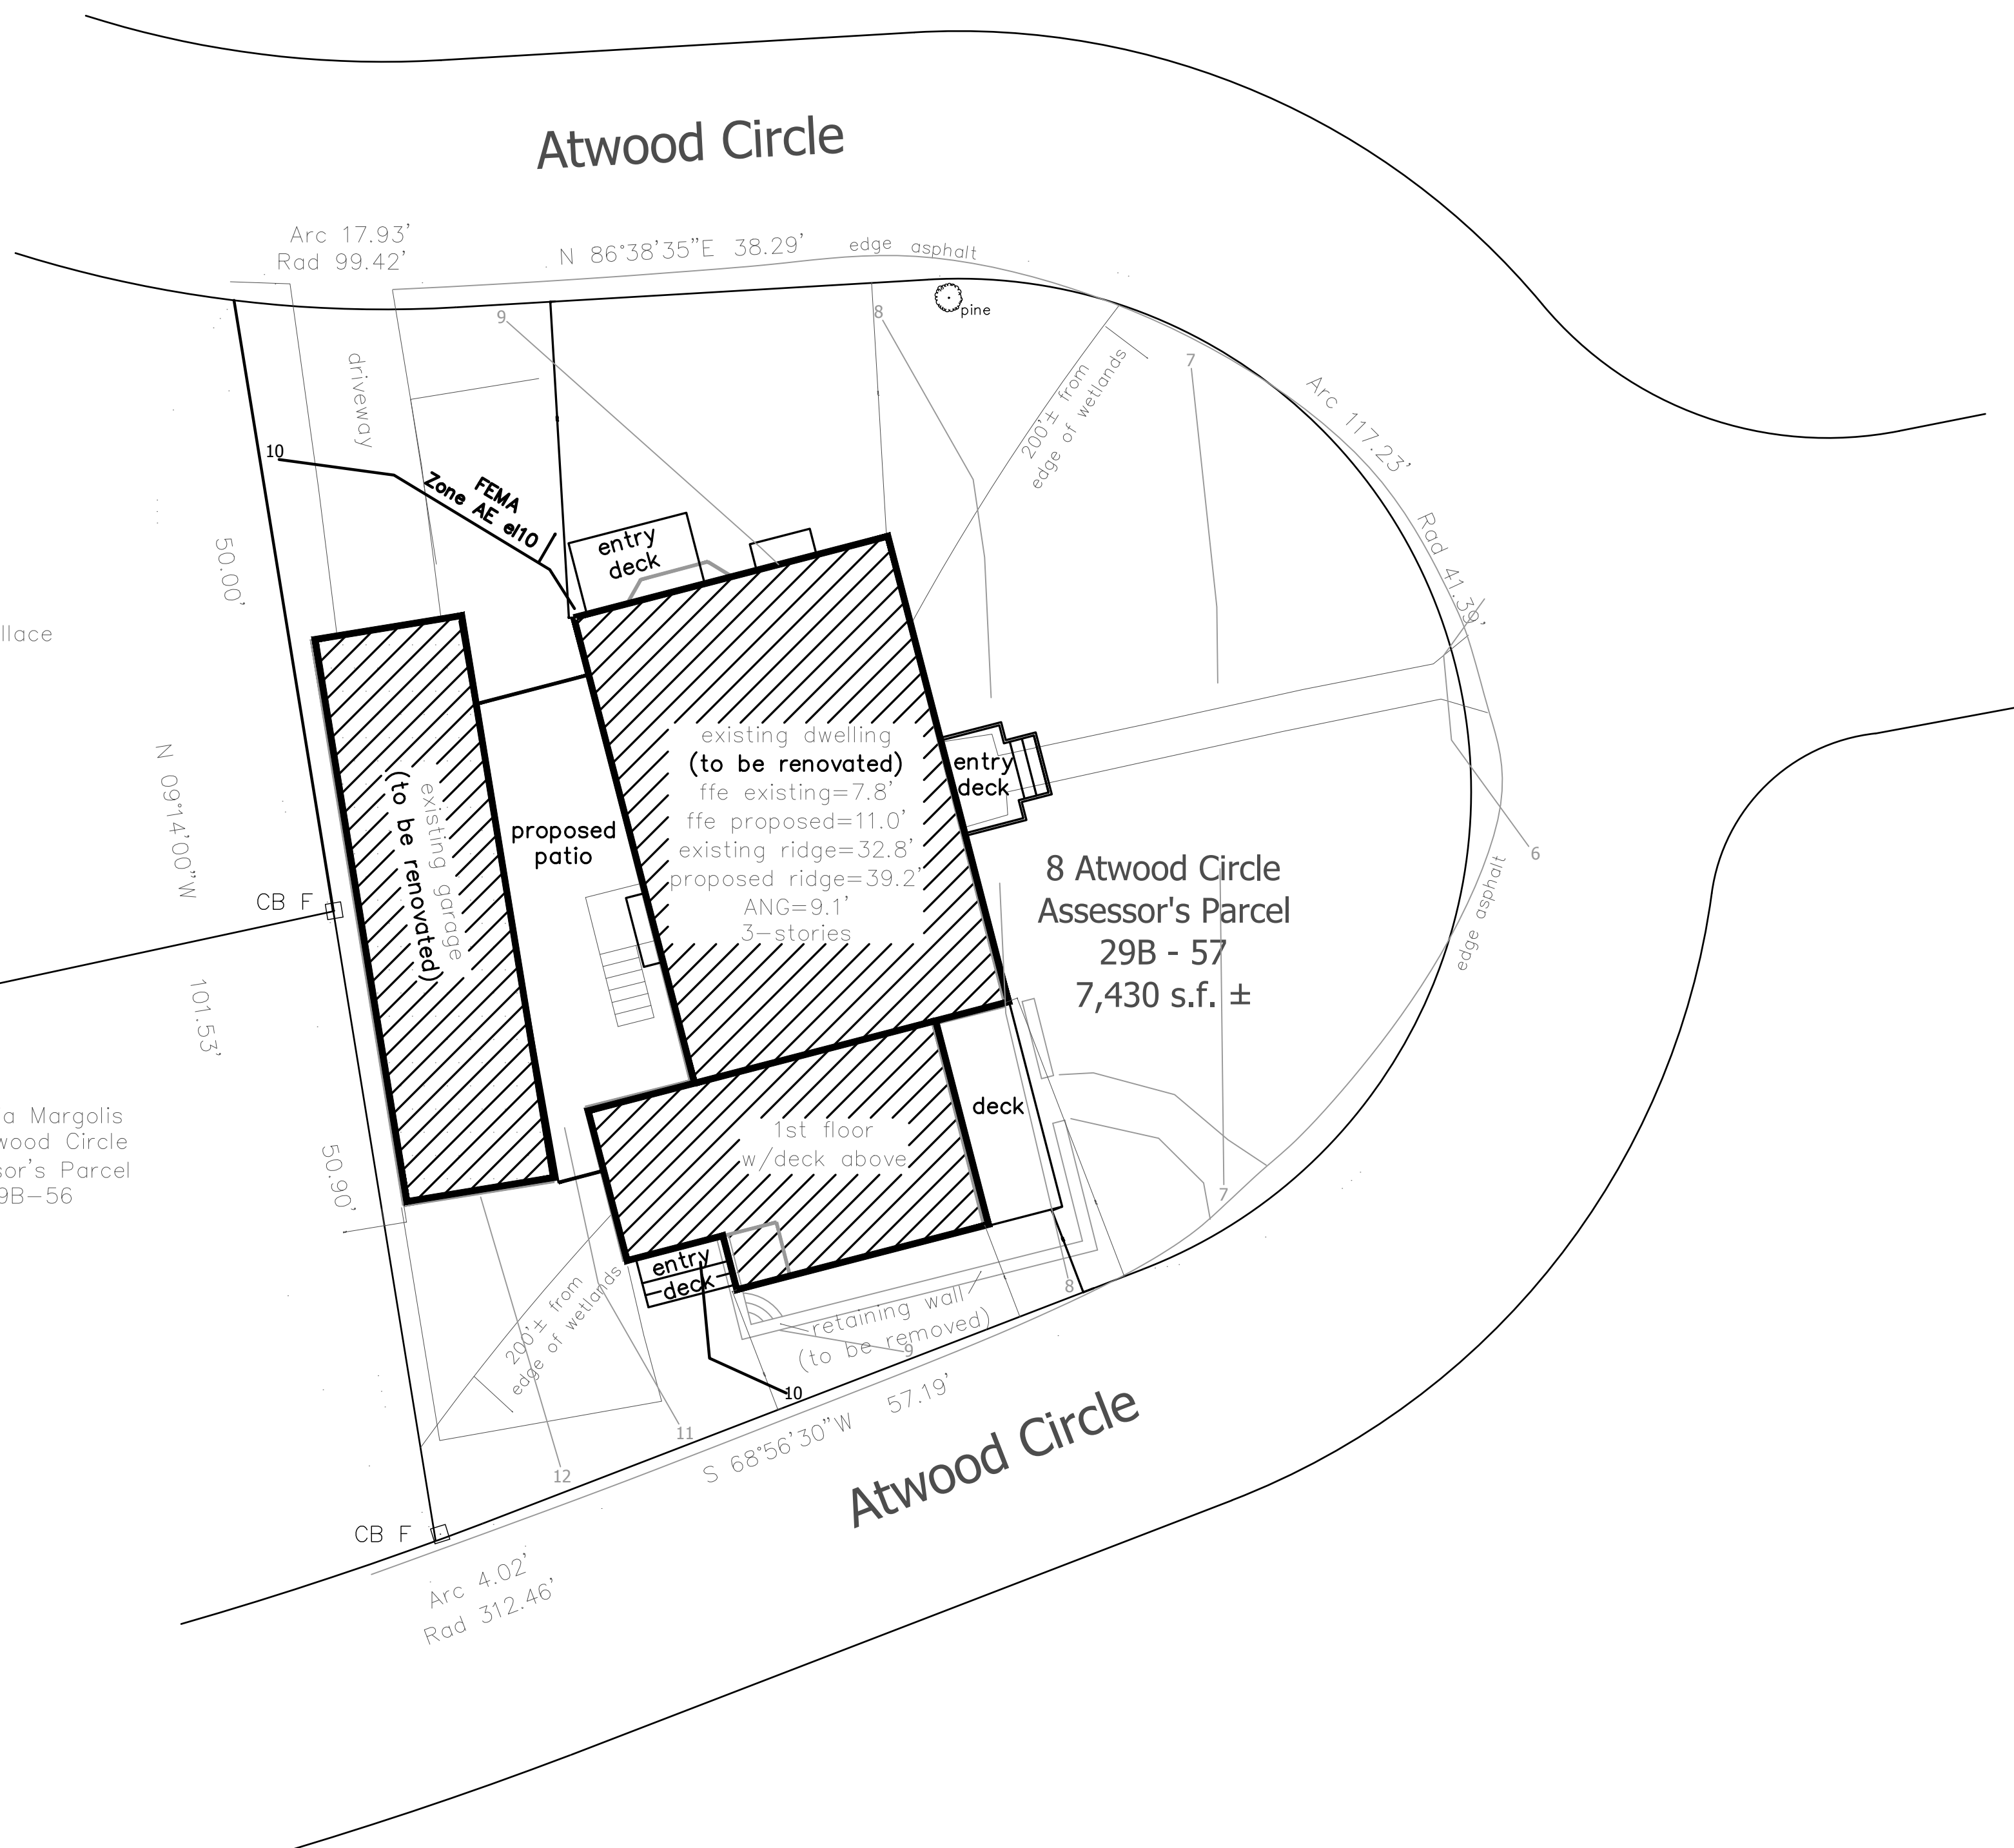 Atwood Circle
Arc 17.93'
Rad 99.42'
N 86°38'35"E 38.29'
edge asphalt
pine
9
8
7
driveway
200'± from
edge of wetlands
Arc 117.23'
Rad 41.39'
10
FEMA
Zone AE el10
50.00'
entry
deck
llace
existing dwelling
(to be renovated)
ffe existing=7.8'
ffe proposed=11.0'
existing ridge=32.8'
proposed ridge=39.2'
ANG=9.1'
3-stories
entry
deck
existing garage
(to be renovated)
proposed
patio
N 09°14'00"W
101.53'
CB F
8 Atwood Circle
Assessor's Parcel
29B - 57
7,430 s.f. ±
6
edge asphalt
a Margolis
wood Circle
sor's Parcel
9B-56
50.90'
1st floor
w/deck above
deck
7
entry
deck
200'± from
edge of wetlands
retaining wall
(to be removed)
8
9
10
11
12
S 68°56'30"W 57.19'
Atwood Circle
CB F
Arc 4.02'
Rad 312.46'